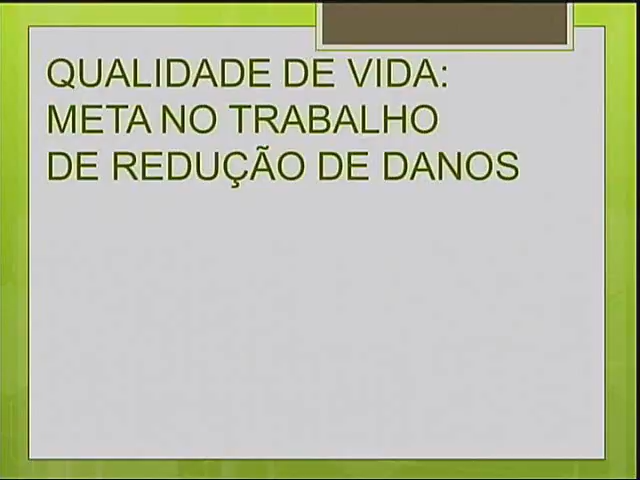 QUALIDADE DE VIDA:
META NO TRABALHO
DE REDUÇÃO DE DANOS